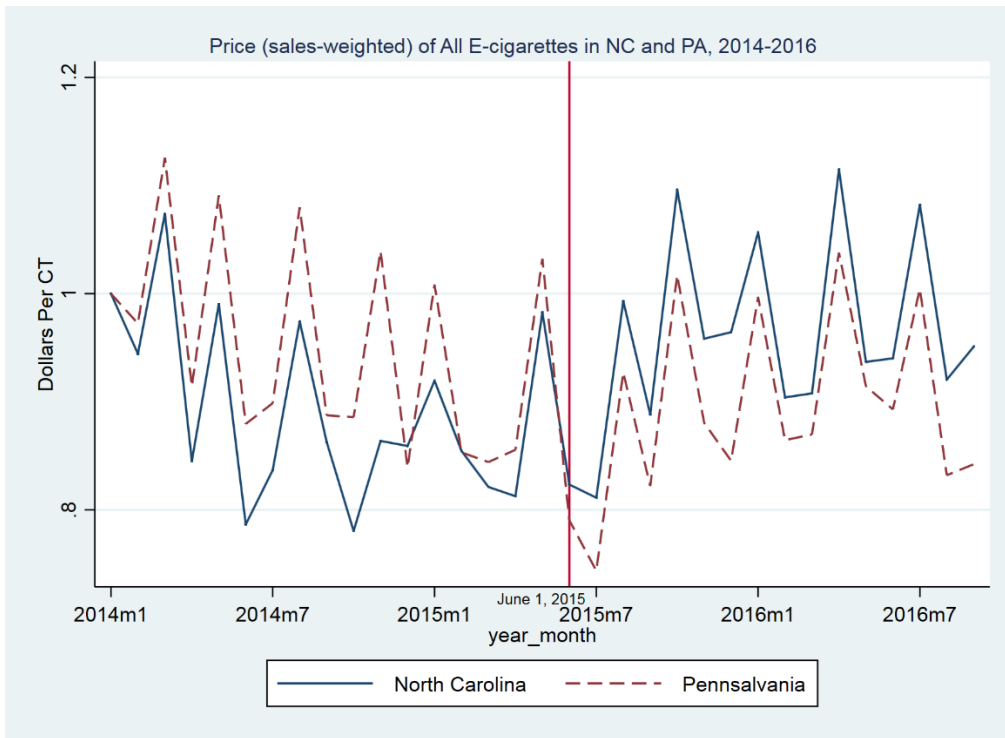 Price (sales-weighted) of All E-cigarettes in NC and PA, 2014-2016
Dollars Per CT
1.2
1
.8
June 1, 2015
2014m1 2014m7 2015m1 2015m7 2016m1 2016m7
year_month
North Carolina Pennsalvania